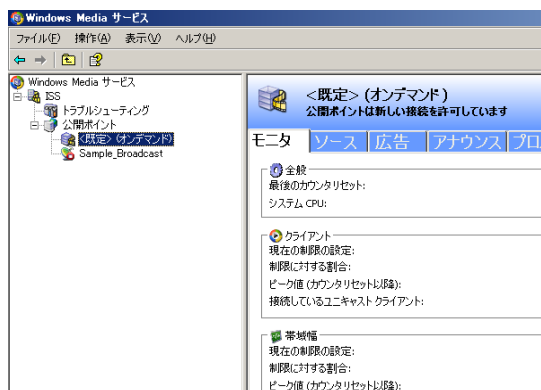 Windows Media サービス
ファイル(F) 操作(A) 表示(V) ヘルプ(H)
Windows Media サービス
ISS
トラブルシューティング
公開ポイント
<既定> (オンデマンド)
Sample_Broadcast
<既定> (オンデマンド)
公開ポイントは新しい接続を許可しています
モニタ ソース 広告 アナウンス プロ
全般
最後のカウンタリセット:
システム CPU:
クライアント
現在の制限の設定:
制限に対する割合:
ピーク値 (カウンタリセット以降):
接続しているユニキャスト クライアント:
帯域幅
現在の制限の設定:
制限に対する割合:
ピーク値 (カウンタリセット以降):